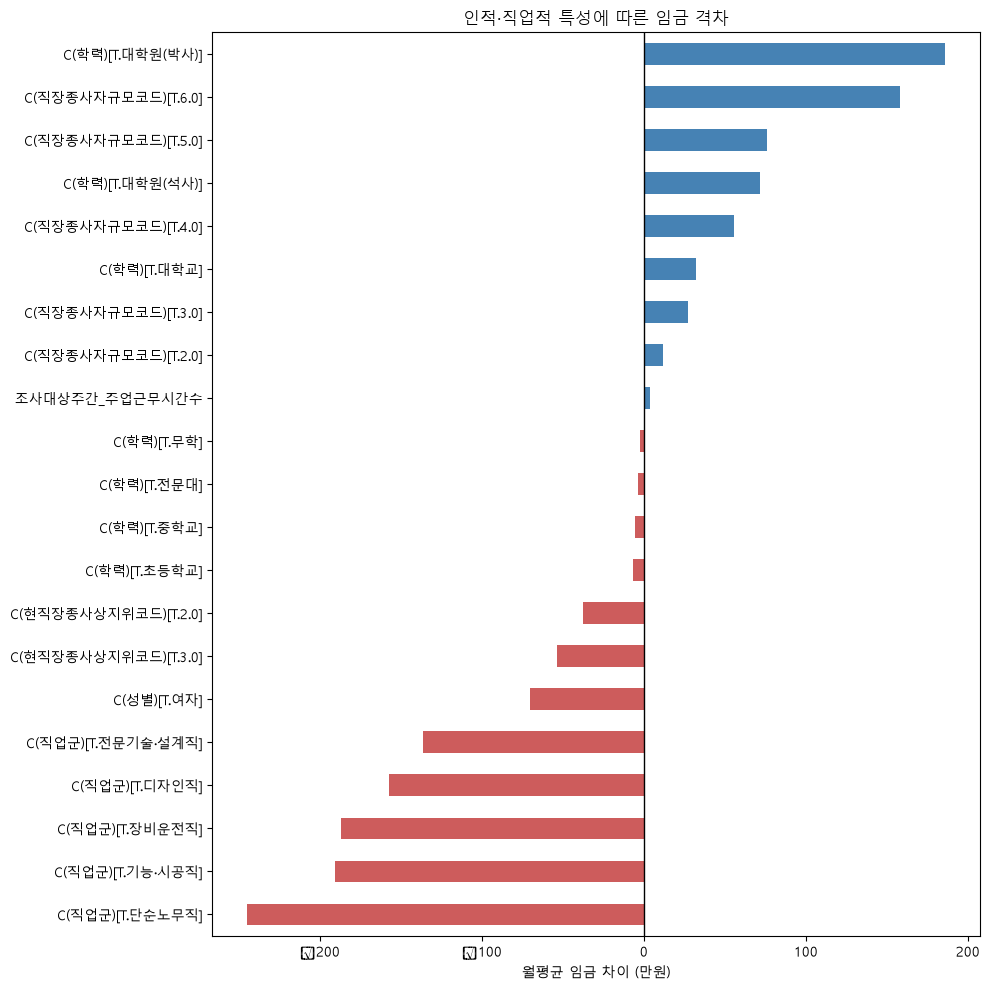 인적·직업적 특성에 따른 임금 격차
C(학력)[T.대학원(박사)]
C(직장종사자규모코드)[T.6.0]
C(직장종사자규모코드)[T.5.0]
C(학력)[T.대학원(석사)]
C(직장종사자규모코드)[T.4.0]
C(학력)[T.대학교]
C(직장종사자규모코드)[T.3.0]
C(직장종사자규모코드)[T.2.0]
조사대상주간_주업근무시간수
C(학력)[T.무학]
C(학력)[T.전문대]
C(학력)[T.중학교]
C(학력)[T.초등학교]
C(현직장종사상지위코드)[T.2.0]
C(현직장종사상지위코드)[T.3.0]
C(성별)[T.여자]
C(직업군)[T.전문기술·설계직]
C(직업군)[T.디자인직]
C(직업군)[T.장비운전직]
C(직업군)[T.기능·시공직]
C(직업군)[T.단순노무직]
200 100 0 100 200
월평균 임금 차이 (만원)